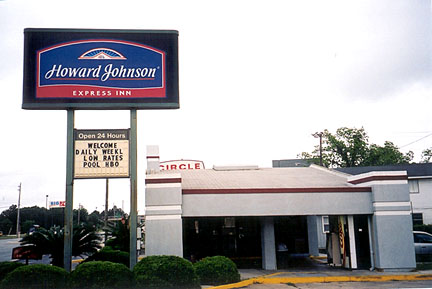 Howard Johnson
EXPRESS INN
Open 24 Hours
WELCOME
DAILY WEEKL
LOW RATES
POOL HBO
CIRCLE